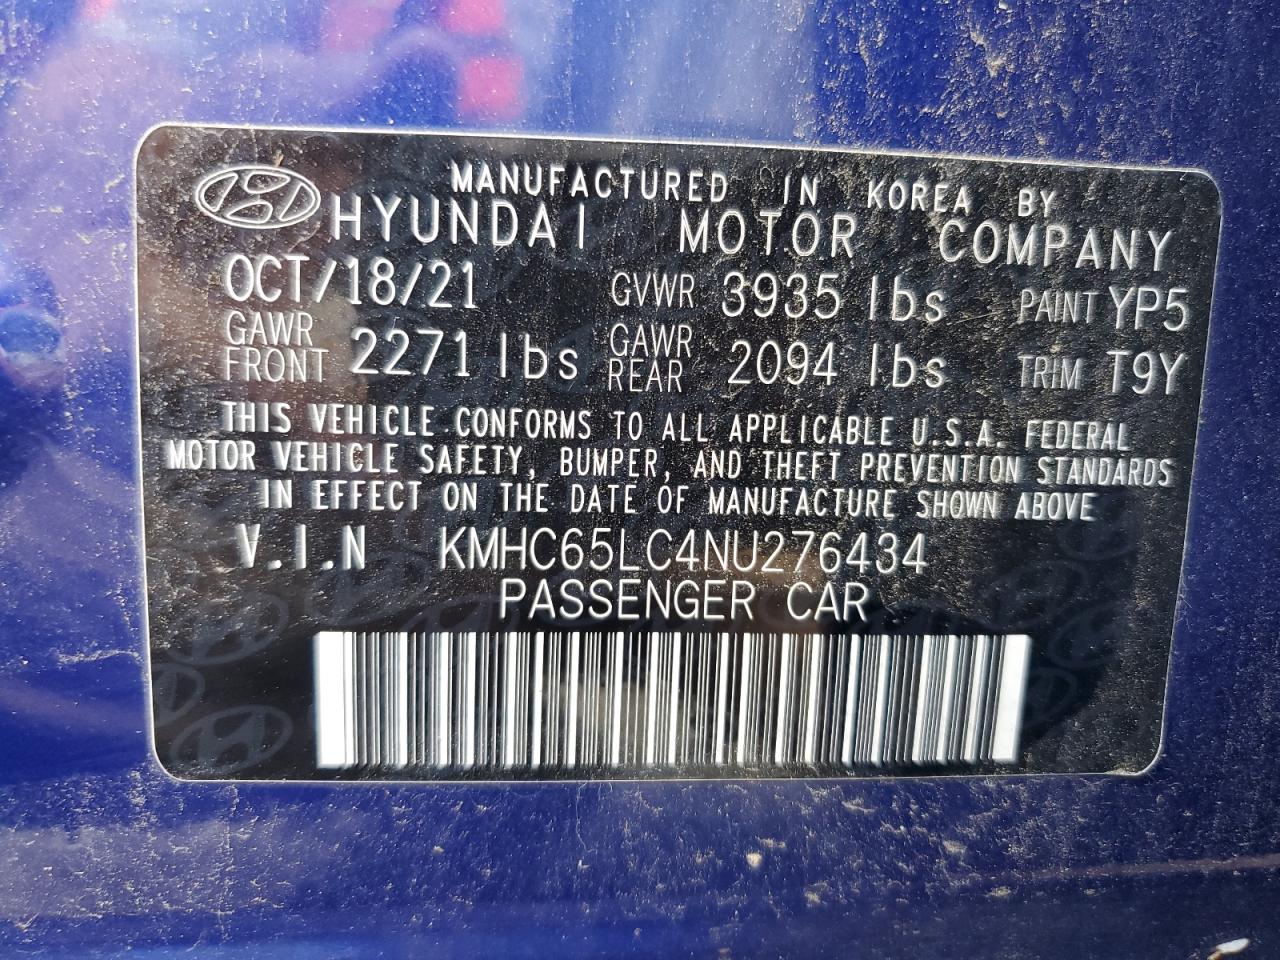 MANUFACTURED IN KOREA BY
HYUNDAI MOTOR COMPANY
OCT/18/21 GVWR 3935 lbs PAINT YP5
GAWR FRONT 2271 lbs GAWR REAR 2094 lbs TRIM T9Y
THIS VEHICLE CONFORMS TO ALL APPLICABLE U.S.A. FEDERAL
MOTOR VEHICLE SAFETY, BUMPER, AND THEFT PREVENTION STANDARDS
IN EFFECT ON THE DATE OF MANUFACTURE SHOWN ABOVE
V.I.N KMHC65LC4NU276434
PASSENGER CAR